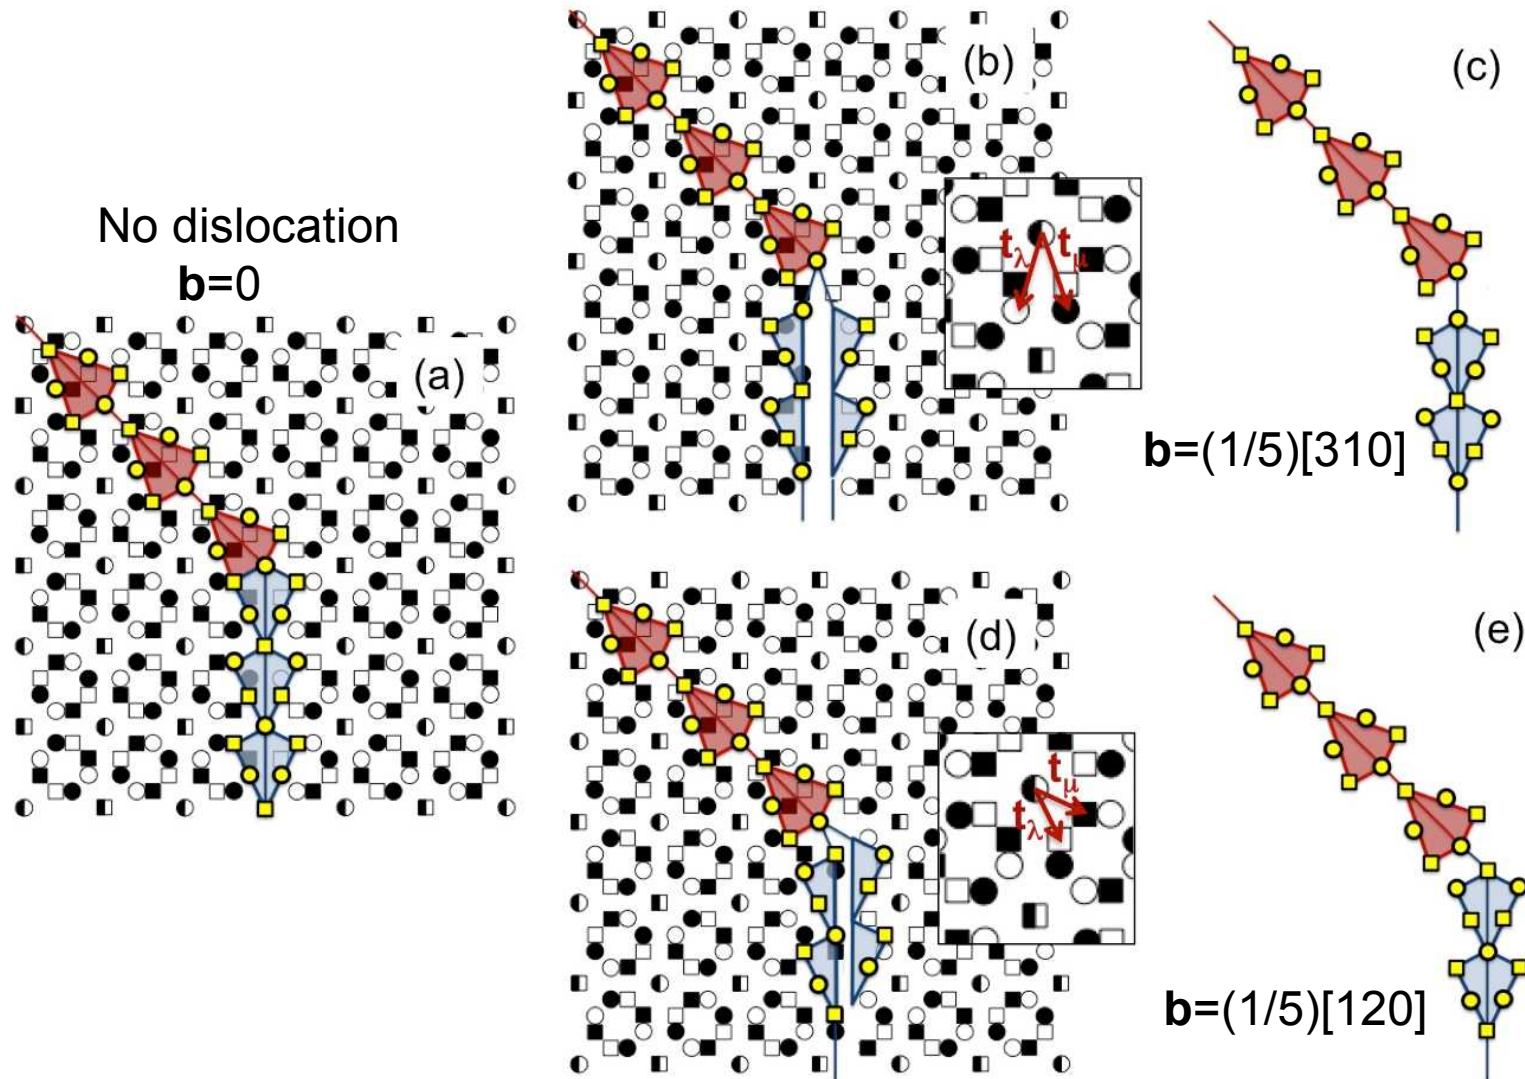 No dislocation
b=0
(a)
(b)
tλ tμ
(c)
b=(1/5)[310]
(d)
tμ
tλ
(e)
b=(1/5)[120]